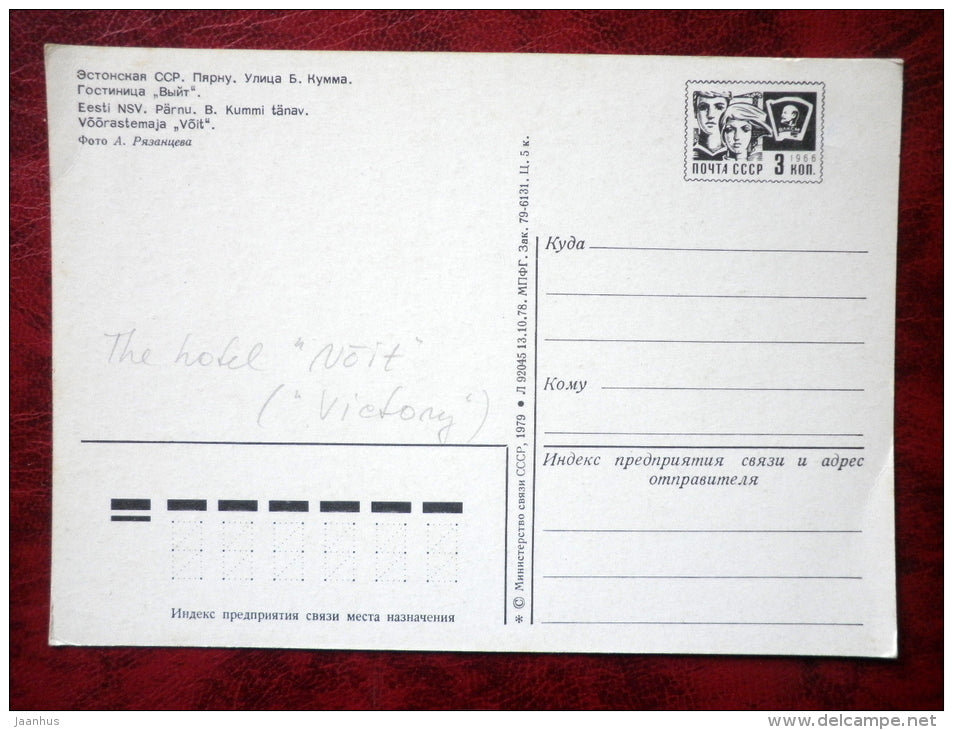 Эстонская ССР. Пярну. Улица Б. Кумма.
Гостиница „Выйт".
Eesti NSV. Pärnu. B. Kummi tänav.
Võõrastemaja „Võit".
Фото А. Рязанцева
The hotel "Võit"
("Victory")
ВЛКСМ
1966
ПОЧТА СССР 3 КОП.
Куда
Кому
Индекс предприятия связи и адрес
отправителя
* © Министерство связи СССР, 1979 ● Л 92045 13.10.78. МПФГ. Зак. 79-6131. Ц. 5 к.
Индекс предприятия связи места назначения
jaanhus
www.delcampe.net